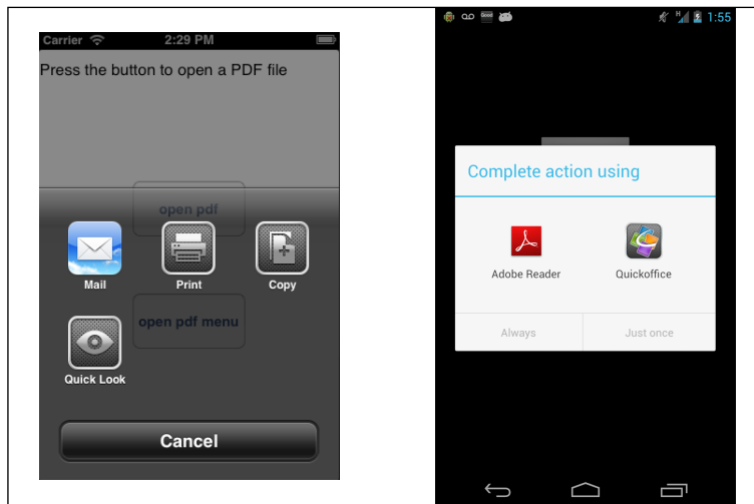 Carrier 2:29 PM
Press the button to open a PDF file
open pdf
Mail Print Copy
open pdf menu
Quick Look
Cancel
1:55
Complete action using
Adobe Reader Quickoffice
Always Just once